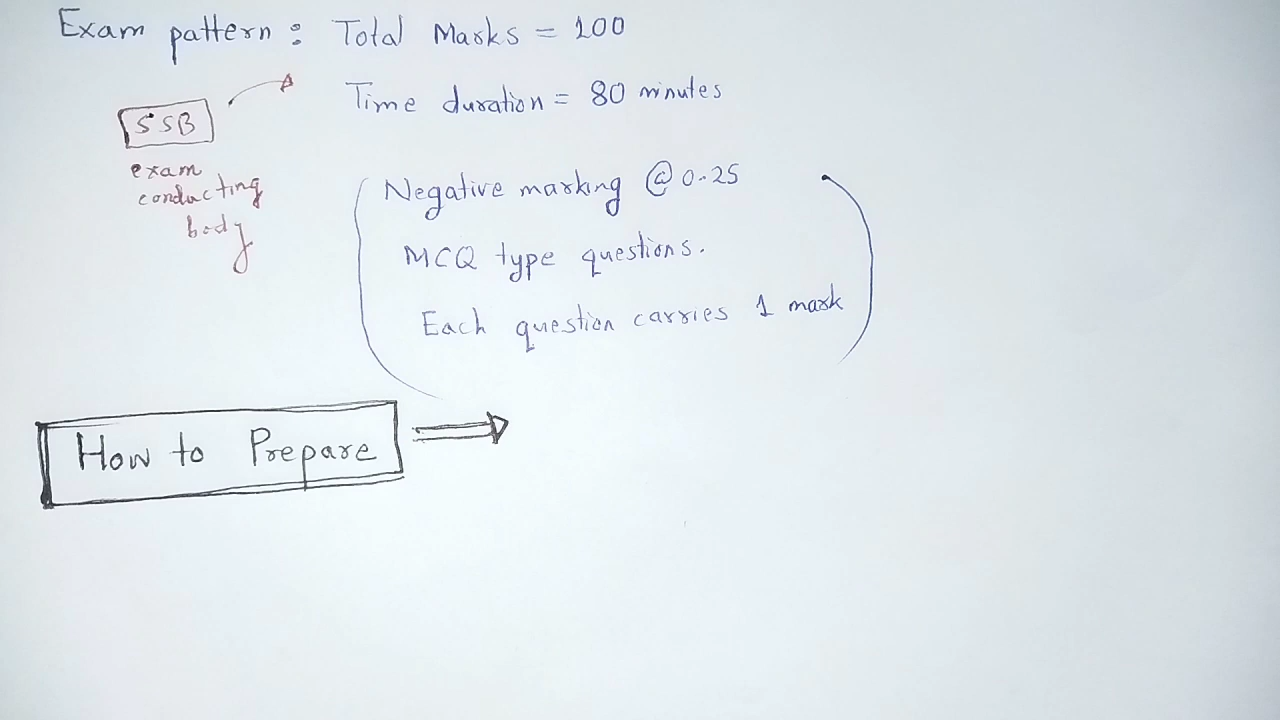 Exam pattern : Total Marks = 100
Time duration = 80 minutes
SSB
exam
conducting
body
Negative marking @ 0.25
MCQ type questions.
Each question carries 1 mark
How to Prepare